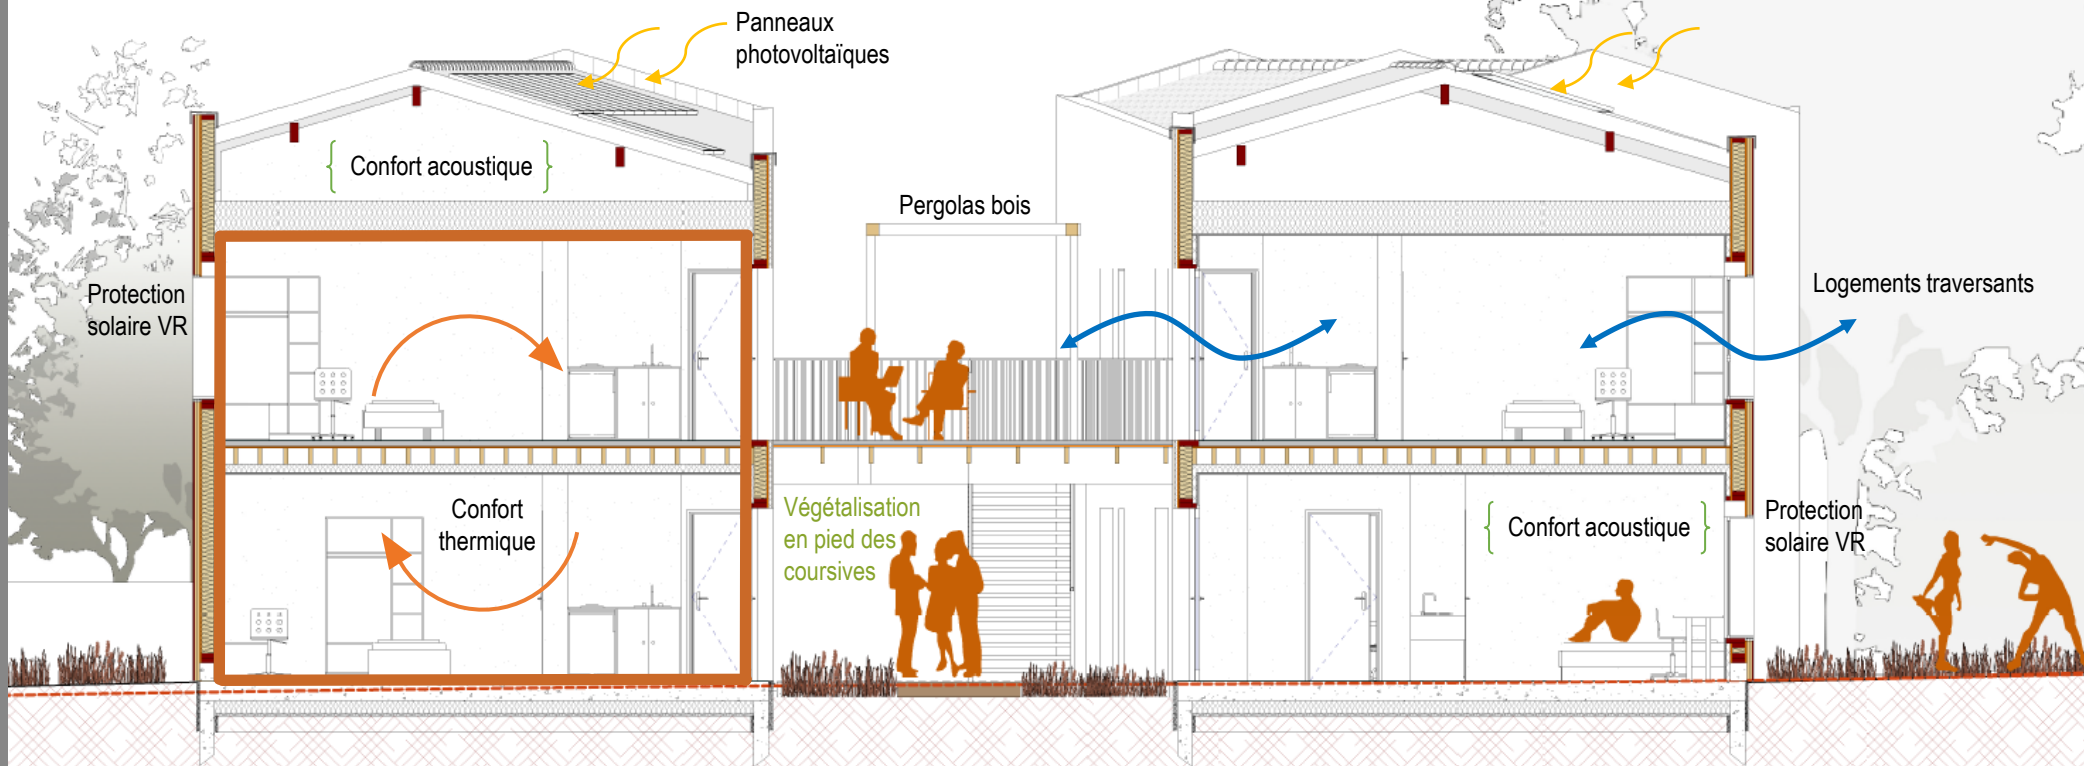 Panneaux
photovoltaïques
Confort acoustique
Pergolas bois
Protection
solaire VR
Logements traversants
Confort
thermique
Végétalisation
en pied des
coursives
Confort acoustique
Protection
solaire VR